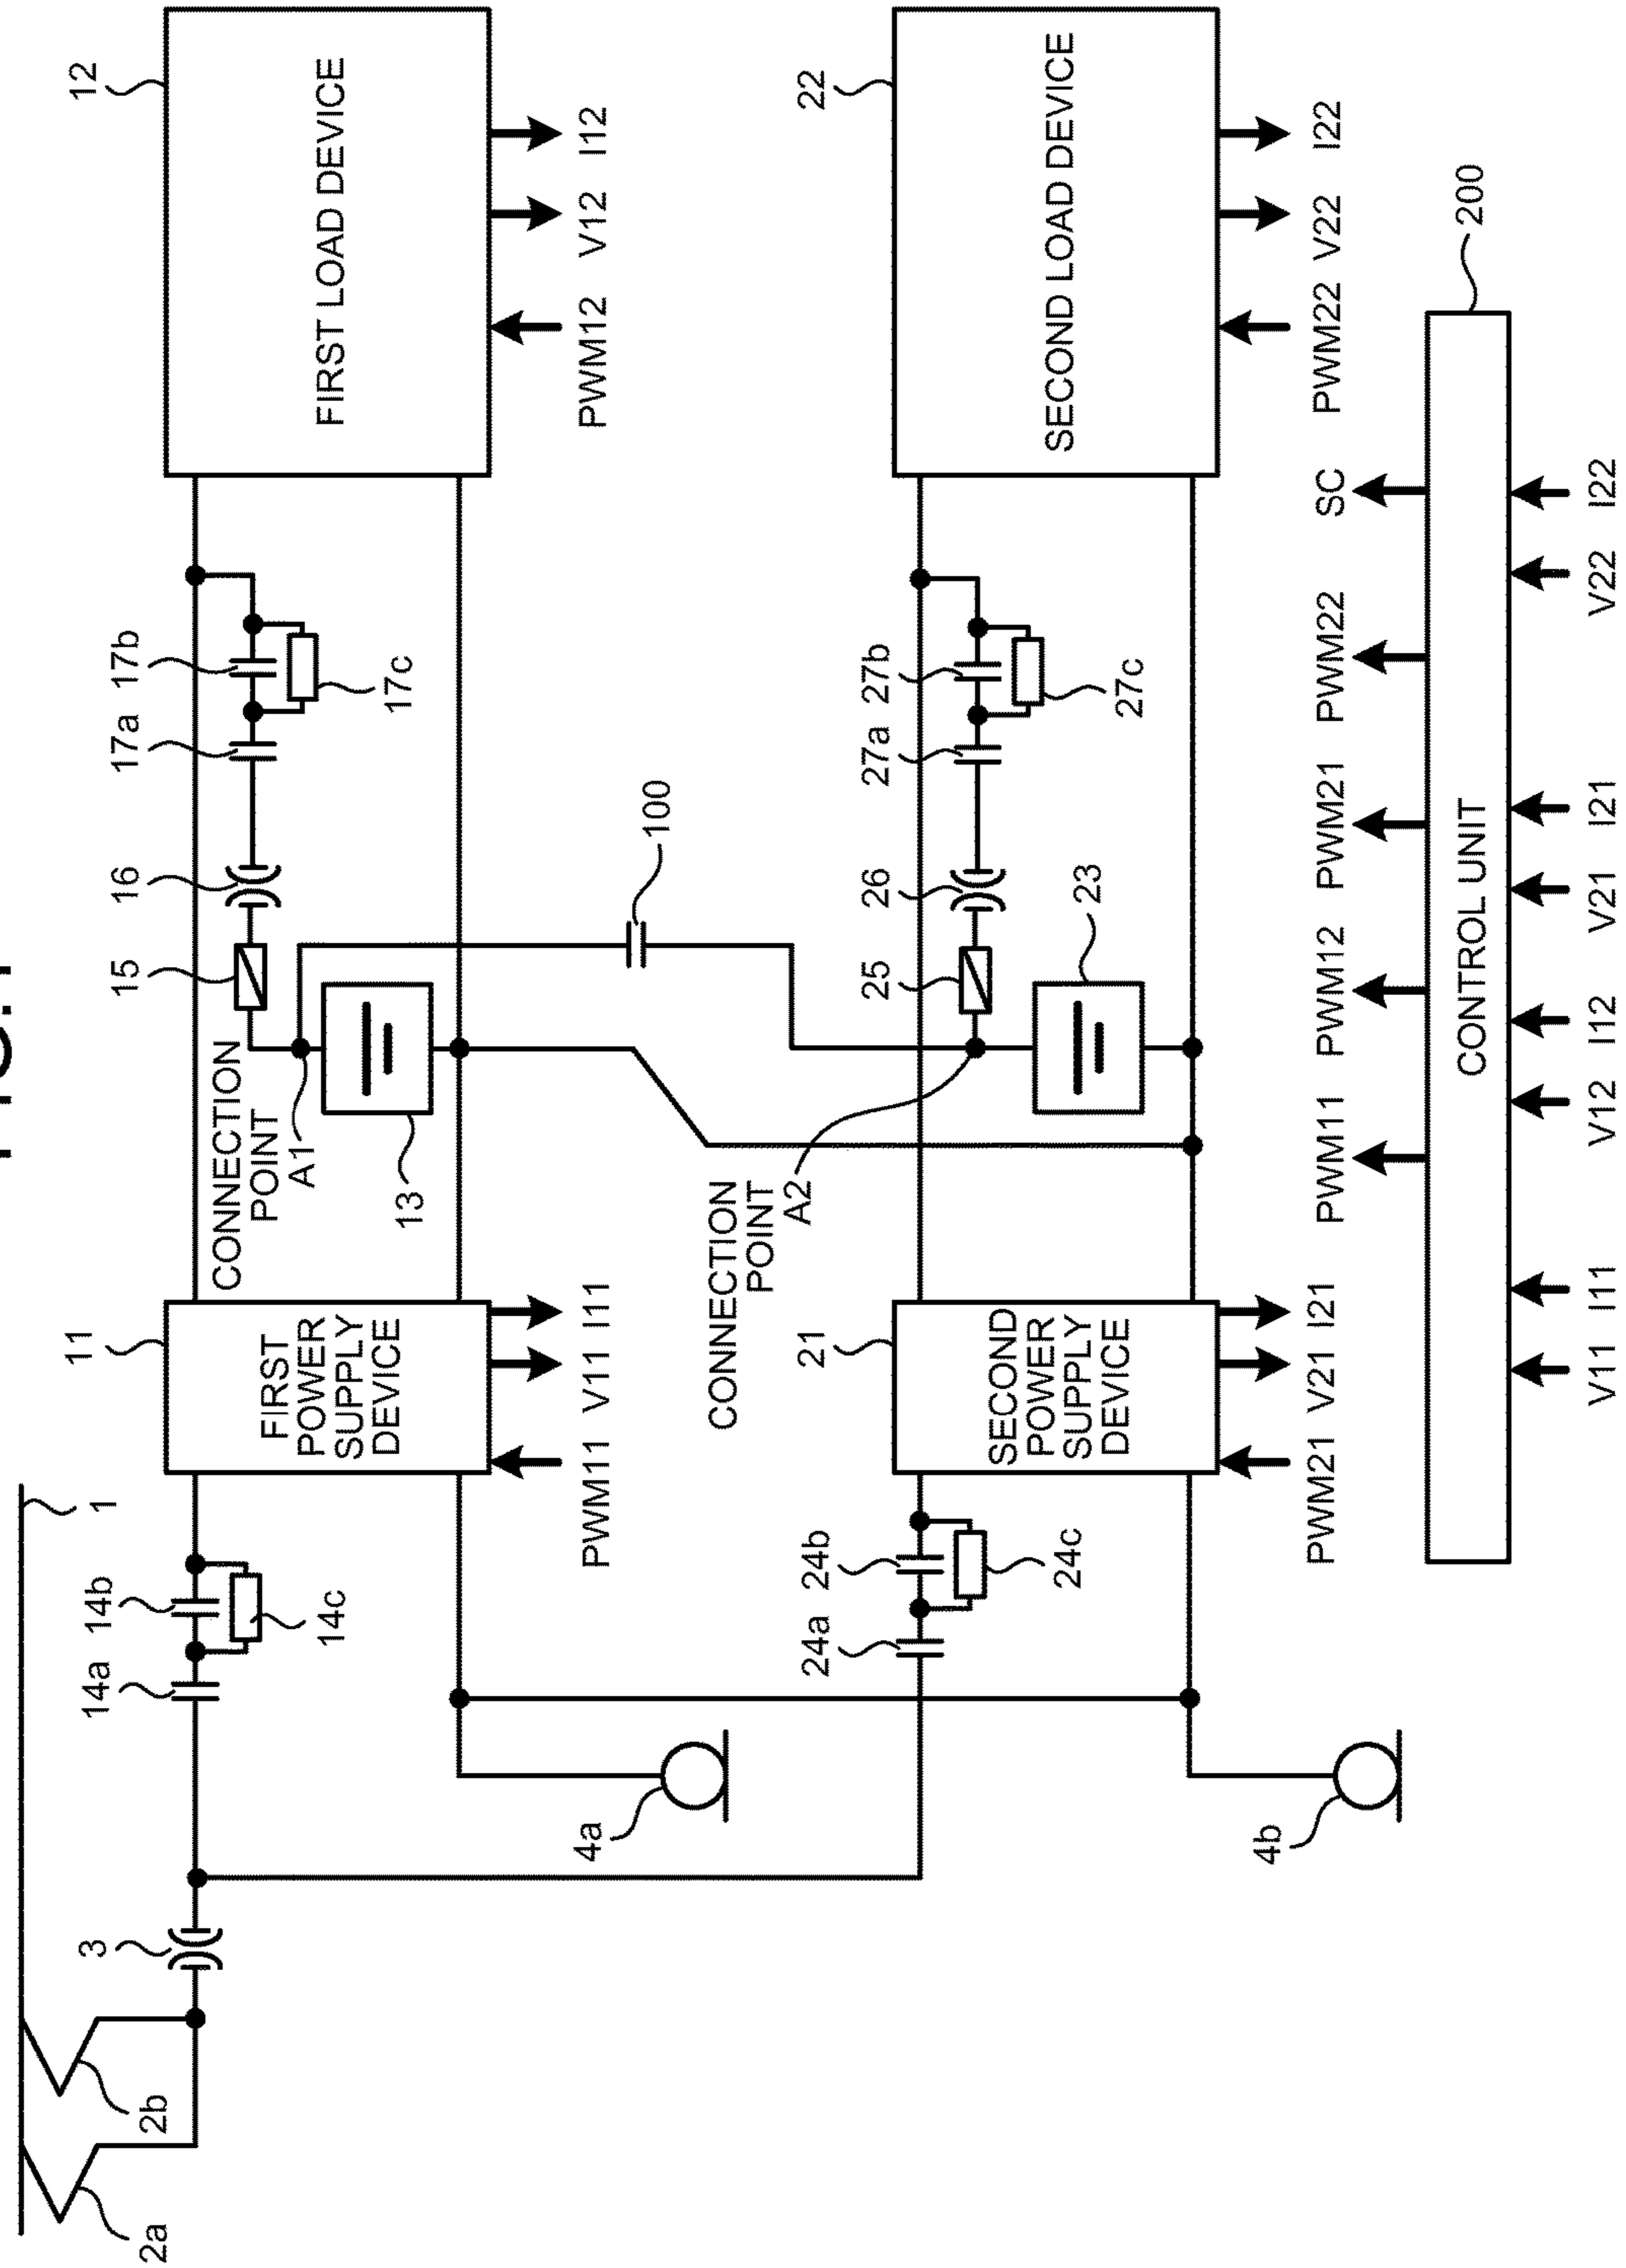 1
2a
2b
3
14a
14b
14c
11
FIRST
POWER
SUPPLY
DEVICE
PWM11
V11
I11
CONNECTION
POINT
A1
13
15
16
17a
17b
17c
12
FIRST LOAD DEVICE
PWM12
V12
I12
100
4a
4b
24a
24b
24c
21
SECOND
POWER
SUPPLY
DEVICE
PWM21
V21
I21
CONNECTION
POINT
A2
23
25
26
27a
27b
27c
22
SECOND LOAD DEVICE
PWM22
V22
I22
PWM11
PWM12
PWM21
PWM22
SC
200
CONTROL UNIT
V11
I11
V12
I12
V21
I21
V22
I22